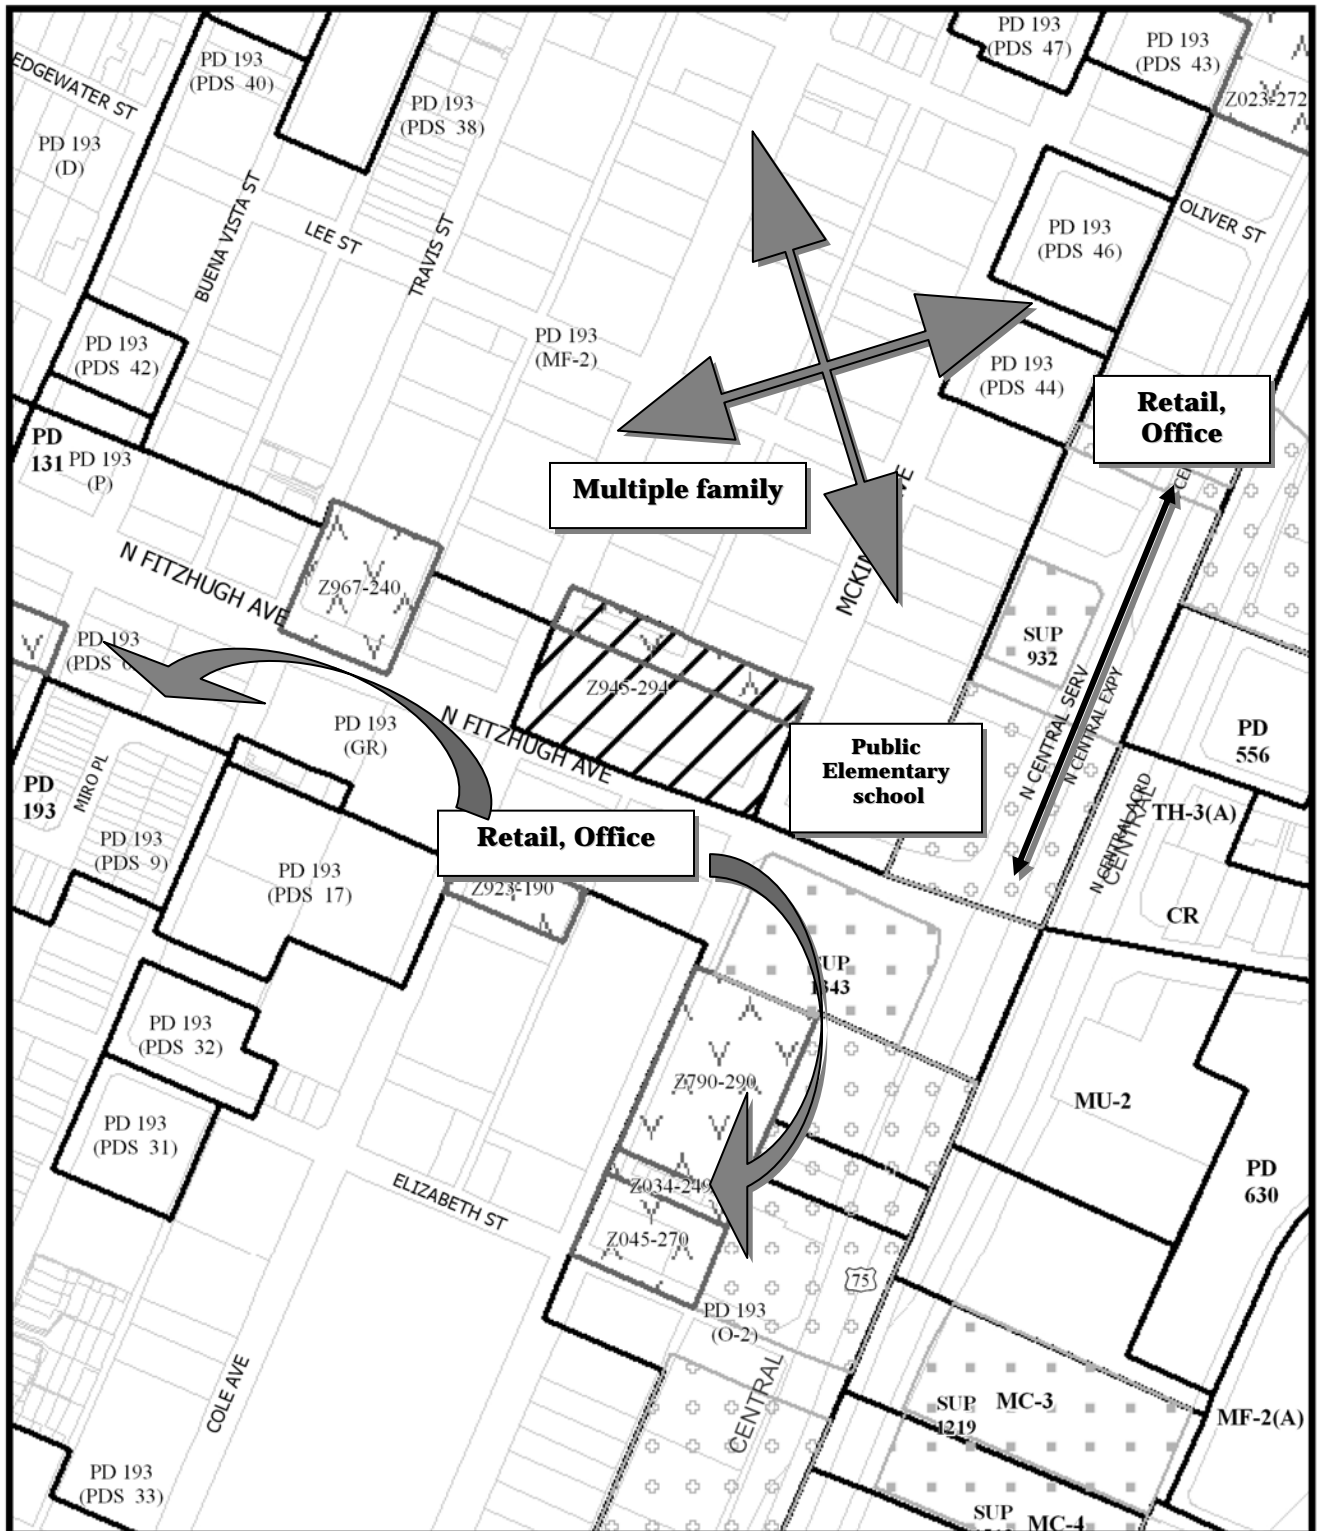 PD 193
(PDS 47)
PD 193
(PDS 43)
Z023-272
EDGEWATER ST
PD 193
(PDS 40)
PD 193
(PDS 38)
PD 193
(D)
BUENA VISTA ST
LEE ST
TRAVIS ST
OLIVER ST
PD 193
(PDS 46)
PD 193
(MF-2)
PD 193
(PDS 42)
PD 193
(PDS 44)
Retail,
Office
PD
131
PD 193
(P)
Multiple family
N FITZHUGH AVE
Z967-240
SUP
932
PD 193
Z945-294
PD 193
(GR)
N FITZHUGH AVE
N CENTRAL SERV
N CENTRAL EXPY
PD
556
Public
Elementary
school
MIRO PL
PD
193
TH-3(A)
N CENTRAL ACRD
CENTRAL
PD 193
(PDS 9)
Retail, Office
PD 193
(PDS 17)
Z923-190
CR
PD 193
(PDS 32)
Z790-290
MU-2
PD 193
(PDS 31)
PD
630
ELIZABETH ST
Z034-249
Z045-270
75
PD 193
(O-2)
CENTRAL
COLE AVE
SUP
1219
MC-3
MF-2(A)
PD 193
(PDS 33)
SUP
MC-4